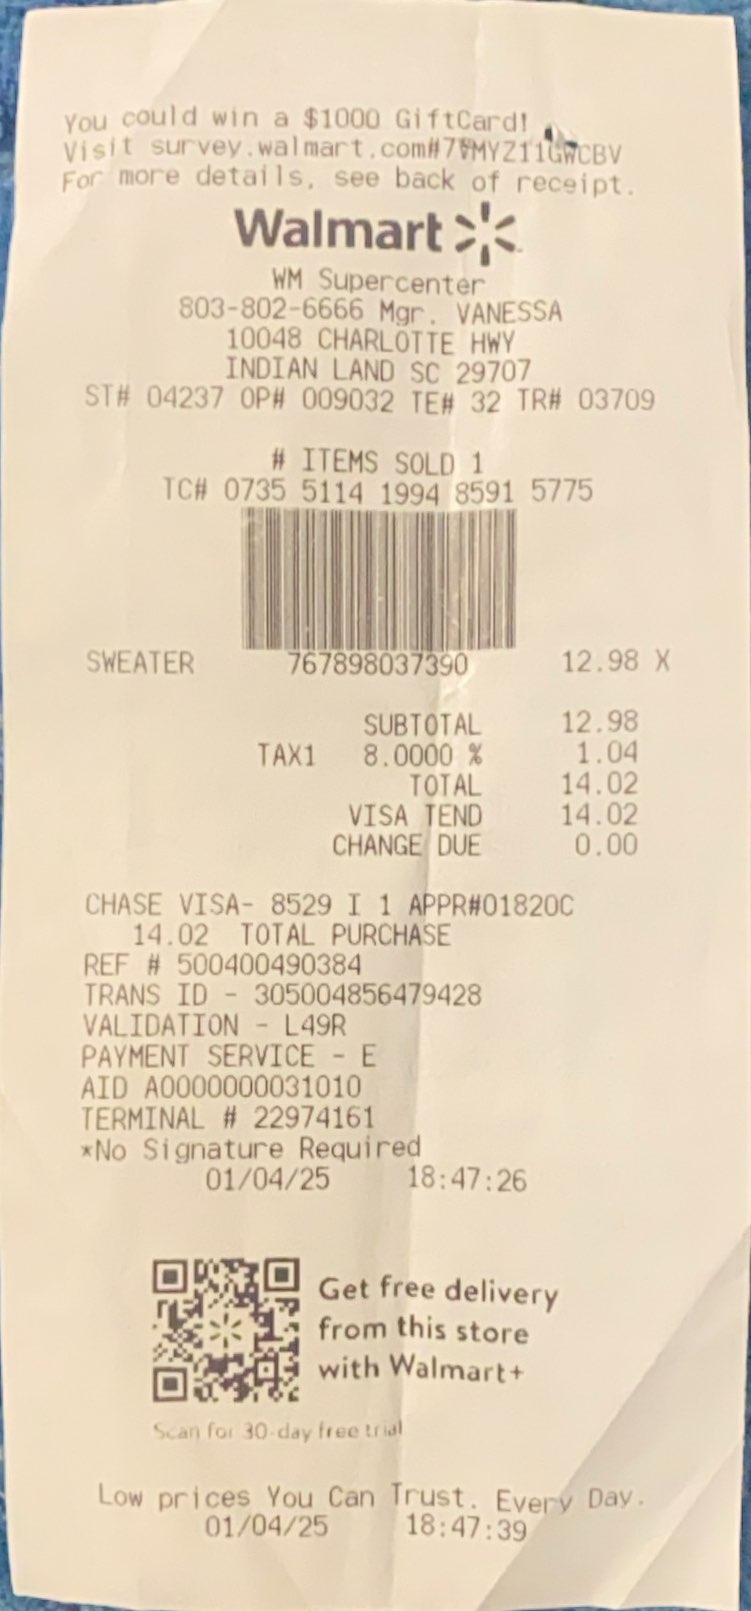 You could win a $1000 GiftCard!
Visit survey.walmart.com
For more details, see back of receipt.
Walmart
WM Supercenter
803-802-6666 Mgr. VANESSA
10048 CHARLOTTE HWY
INDIAN LAND SC 29707
ST# 04237 OP# 009032 TE# 32 TR# 03709
# ITEMS SOLD 1
TC# 0735 5114 1994 8591 5775
SWEATER 767898037390 12.98 X
SUBTOTAL 12.98
TAX1 8.0000 % 1.04
TOTAL 14.02
VISA TEND 14.02
CHANGE DUE 0.00
CHASE VISA- 8529 I 1 APPR#01820C
14.02 TOTAL PURCHASE
REF # 500400490384
TRANS ID - 305004856479428
VALIDATION - L49R
PAYMENT SERVICE - E
AID A0000000031010
TERMINAL # 22974161
*No Signature Required
01/04/25 18:47:26
Get free delivery
from this store
with Walmart+
Scan for 30-day free trial
Low prices You Can Trust. Every Day.
01/04/25 18:47:39